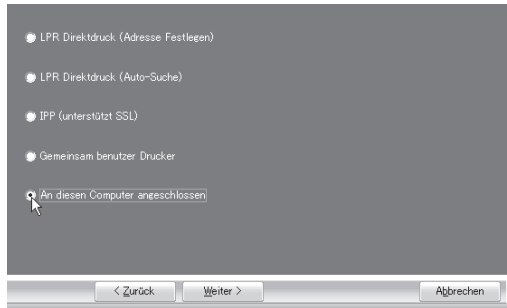 LPR Direktdruck (Adresse Festlegen)
LPR Direktdruck (Auto-Suche)
IPP (unterstützt SSL)
Gemeinsam benutzer Drucker
An diesen Computer angeschlossen
< Zurück Weiter > Abbrechen